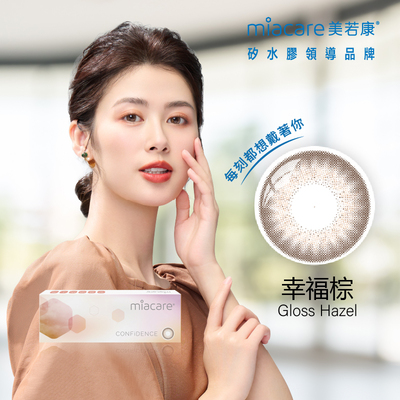 miacare 美若康®
矽水膠領導品牌
每刻都想戴著你
幸福棕
Gloss Hazel
miacare®
CONFiDENCE